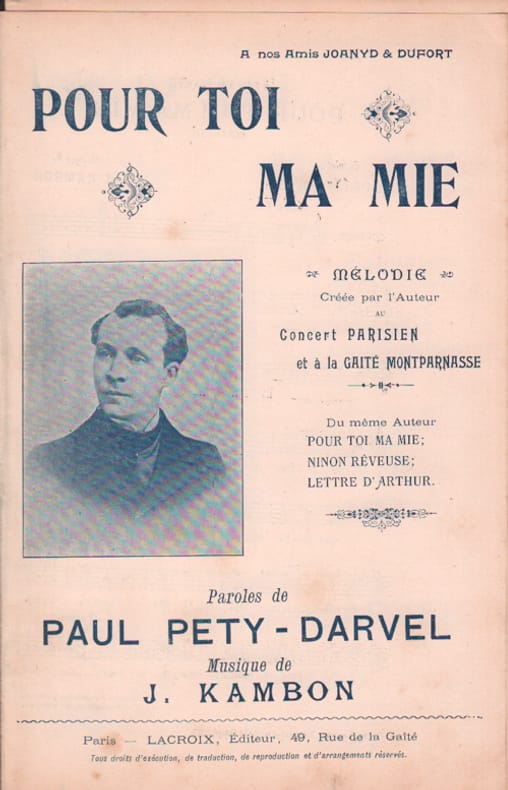 A nos Amis JOANYD & DUFORT
POUR TOI
MA MIE
MÉLODIE
Créée par l'Auteur
AU
Concert PARISIEN
et à la GAITÉ MONTPARNASSE
Du même Auteur
POUR TOI MA MIE;
NINON RÊVEUSE;
LETTRE D'ARTHUR.
Paroles de
PAUL PETY-DARVEL
Musique de
J. KAMBON
Paris — LACROIX, Éditeur, 49, Rue de la Gaîté
Tous droits d'exécution, de traduction, de reproduction et d'arrangements réservés.